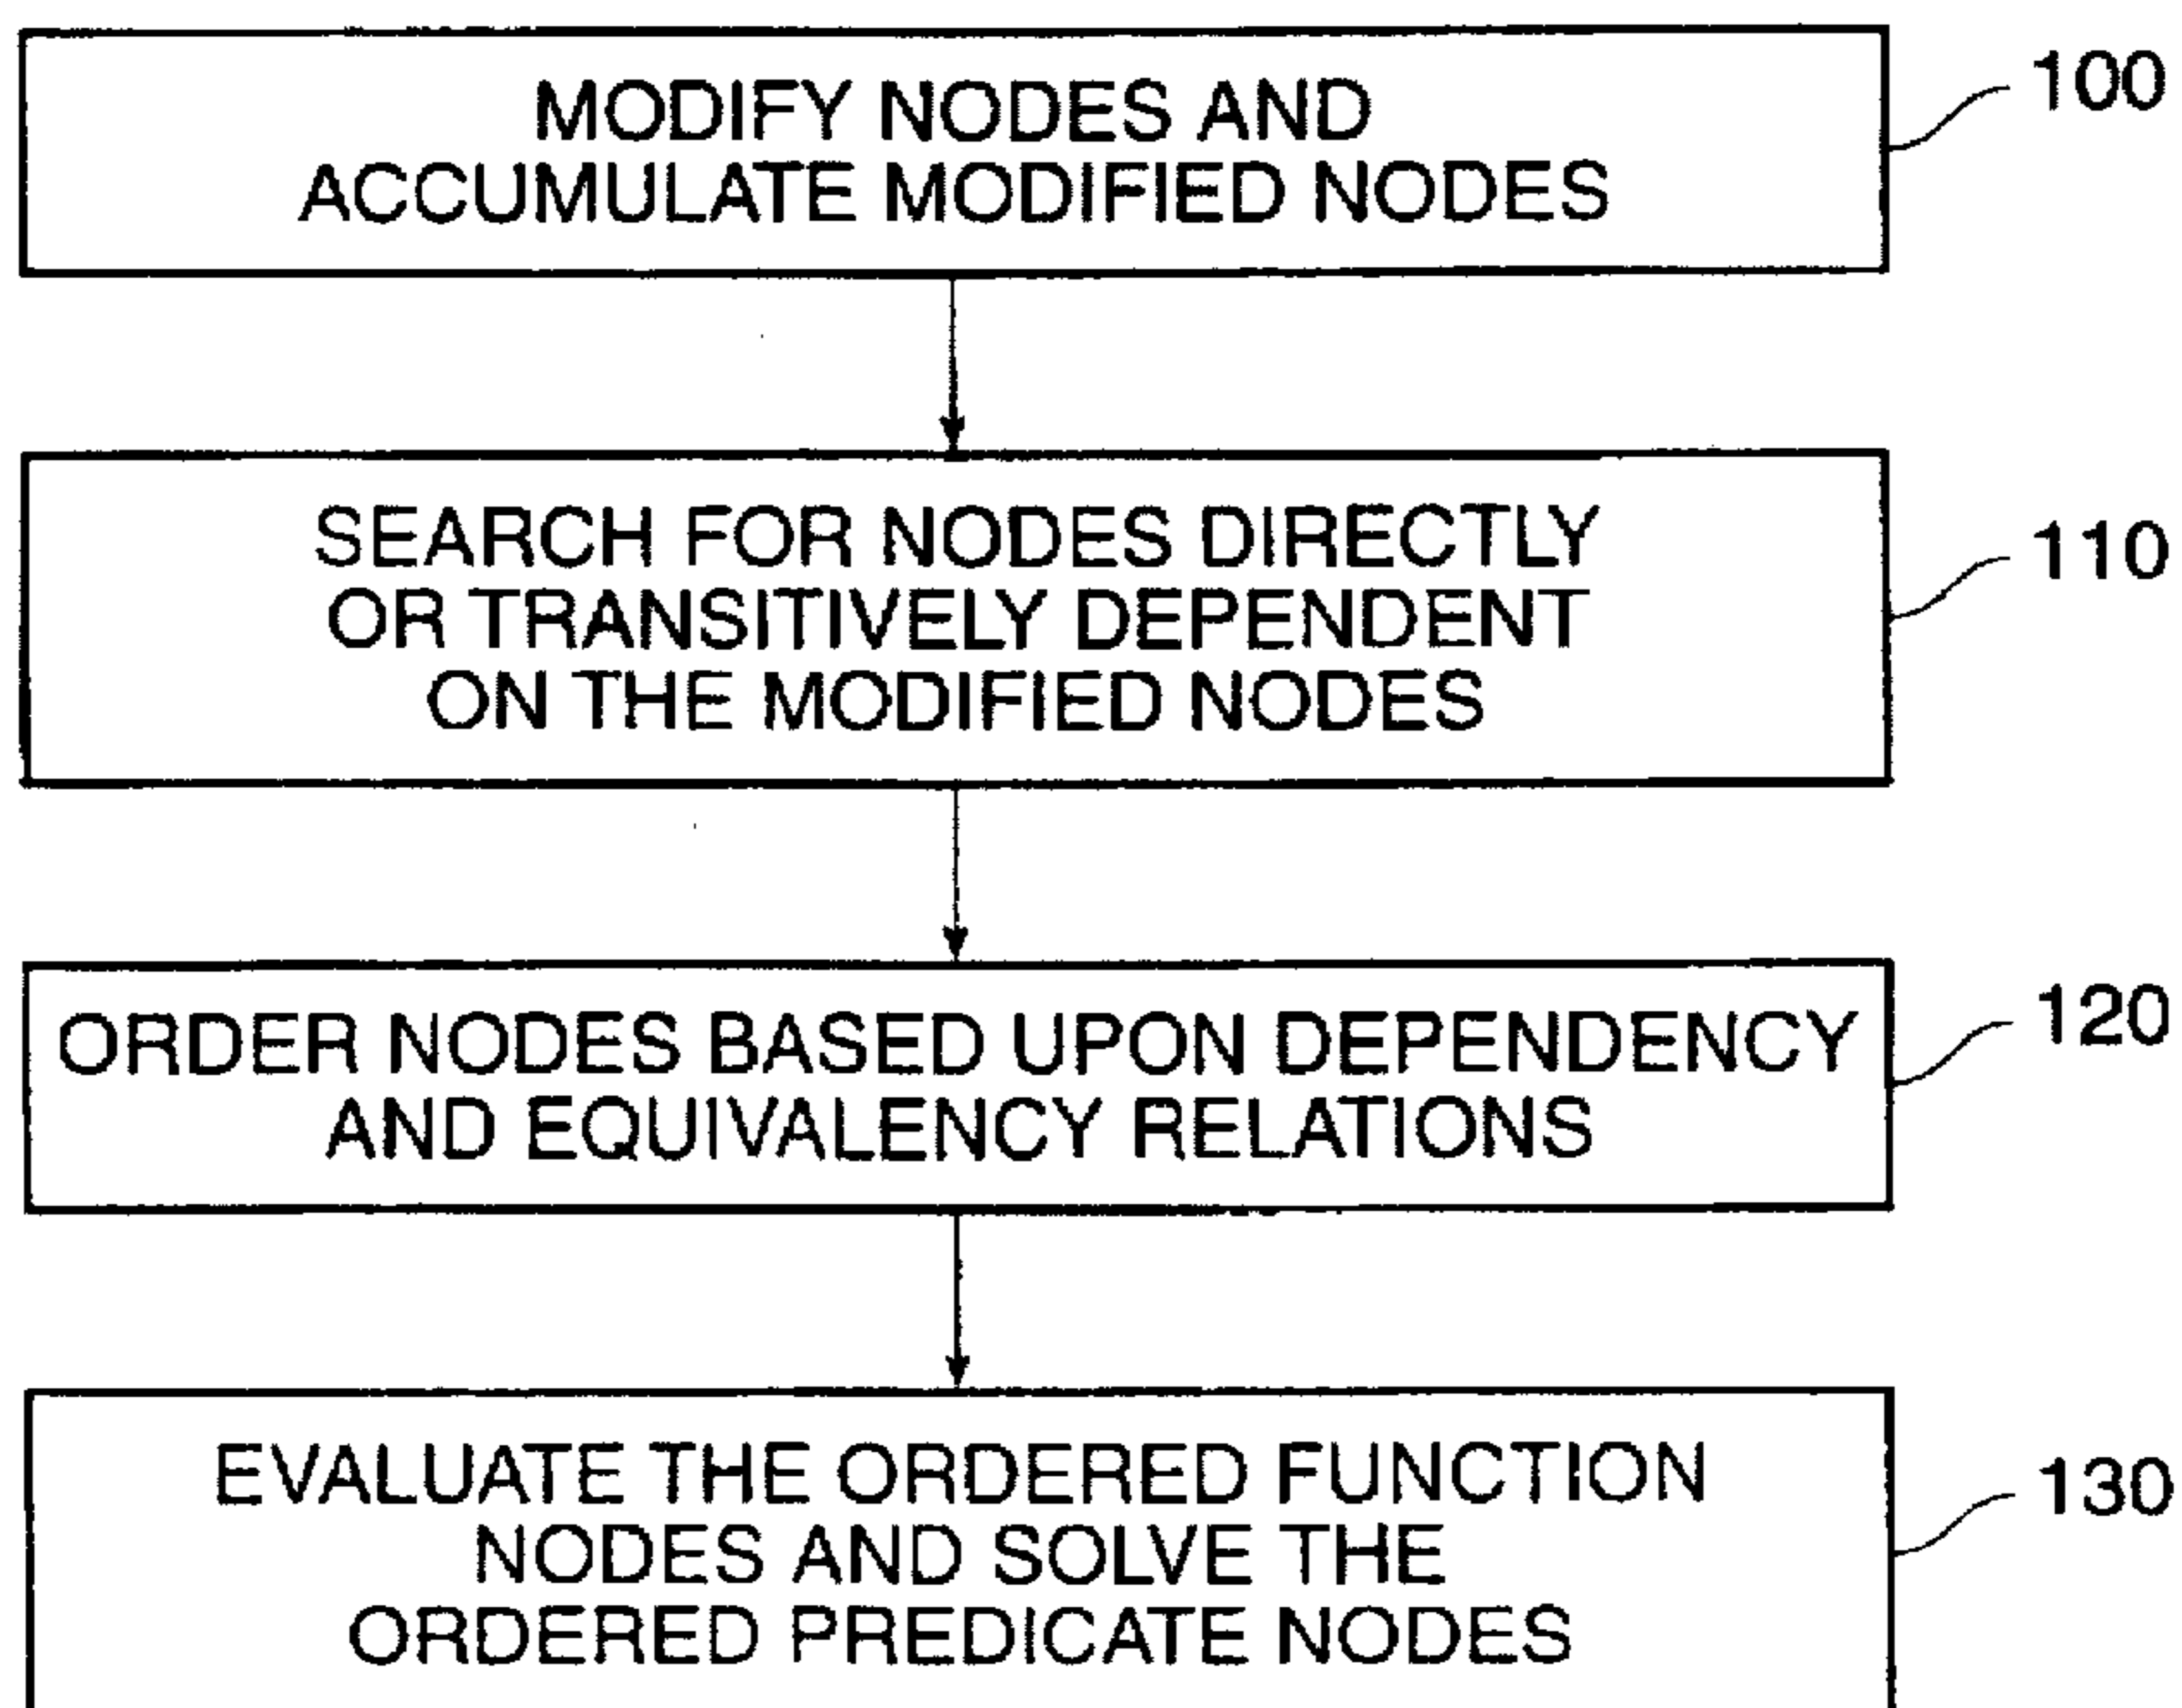 MODIFY NODES AND
ACCUMULATE MODIFIED NODES
100
SEARCH FOR NODES DIRECTLY
OR TRANSITIVELY DEPENDENT
ON THE MODIFIED NODES
110
ORDER NODES BASED UPON DEPENDENCY
AND EQUIVALENCY RELATIONS
120
EVALUATE THE ORDERED FUNCTION
NODES AND SOLVE THE
ORDERED PREDICATE NODES
130